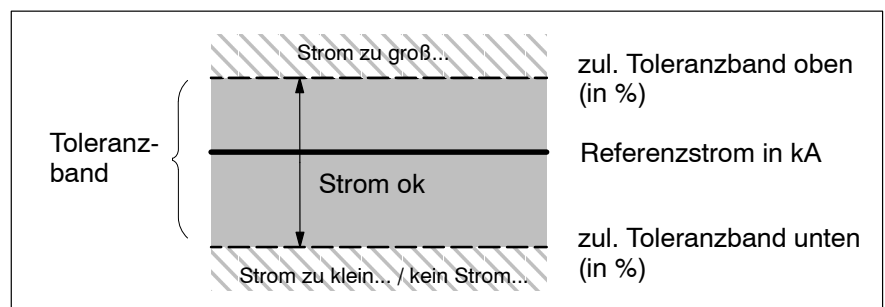 Strom zu groß...
zul. Toleranzband oben
(in %)
Toleranz-
band
Referenzstrom in kA
Strom ok
zul. Toleranzband unten
(in %)
Strom zu klein... / kein Strom...